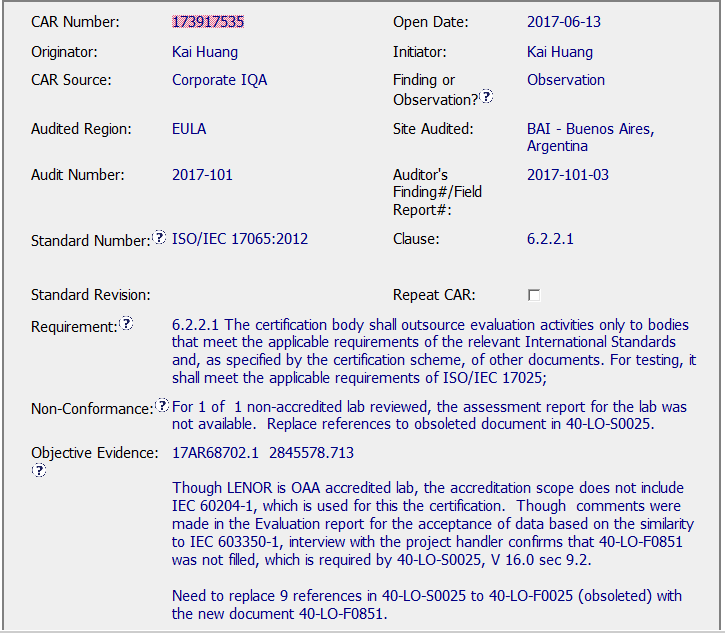 CAR Number: 173917535 Open Date: 2017-06-13
Originator: Kai Huang Initiator: Kai Huang
CAR Source: Corporate IQA Finding or Observation? Observation
Audited Region: EULA Site Audited: BAI - Buenos Aires,
Argentina
Audit Number: 2017-101 Auditor's Finding#/Field Report#: 2017-101-03
Standard Number: ISO/IEC 17065:2012 Clause: 6.2.2.1
Standard Revision: Repeat CAR:
Requirement: 6.2.2.1 The certification body shall outsource evaluation activities only to bodies
that meet the applicable requirements of the relevant International Standards
and, as specified by the certification scheme, of other documents. For testing, it
shall meet the applicable requirements of ISO/IEC 17025;
Non-Conformance: For 1 of 1 non-accredited lab reviewed, the assessment report for the lab was
not available. Replace references to obsoleted document in 40-LO-S0025.
Objective Evidence: 17AR68702.1 2845578.713
Though LENOR is OAA accredited lab, the accreditation scope does not include
IEC 60204-1, which is used for this the certification. Though comments were
made in the Evaluation report for the acceptance of data based on the similarity
to IEC 603350-1, interview with the project handler confirms that 40-LO-F0851
was not filled, which is required by 40-LO-S0025, V 16.0 sec 9.2.
Need to replace 9 references in 40-LO-S0025 to 40-LO-F0025 (obsoleted) with
the new document 40-LO-F0851.